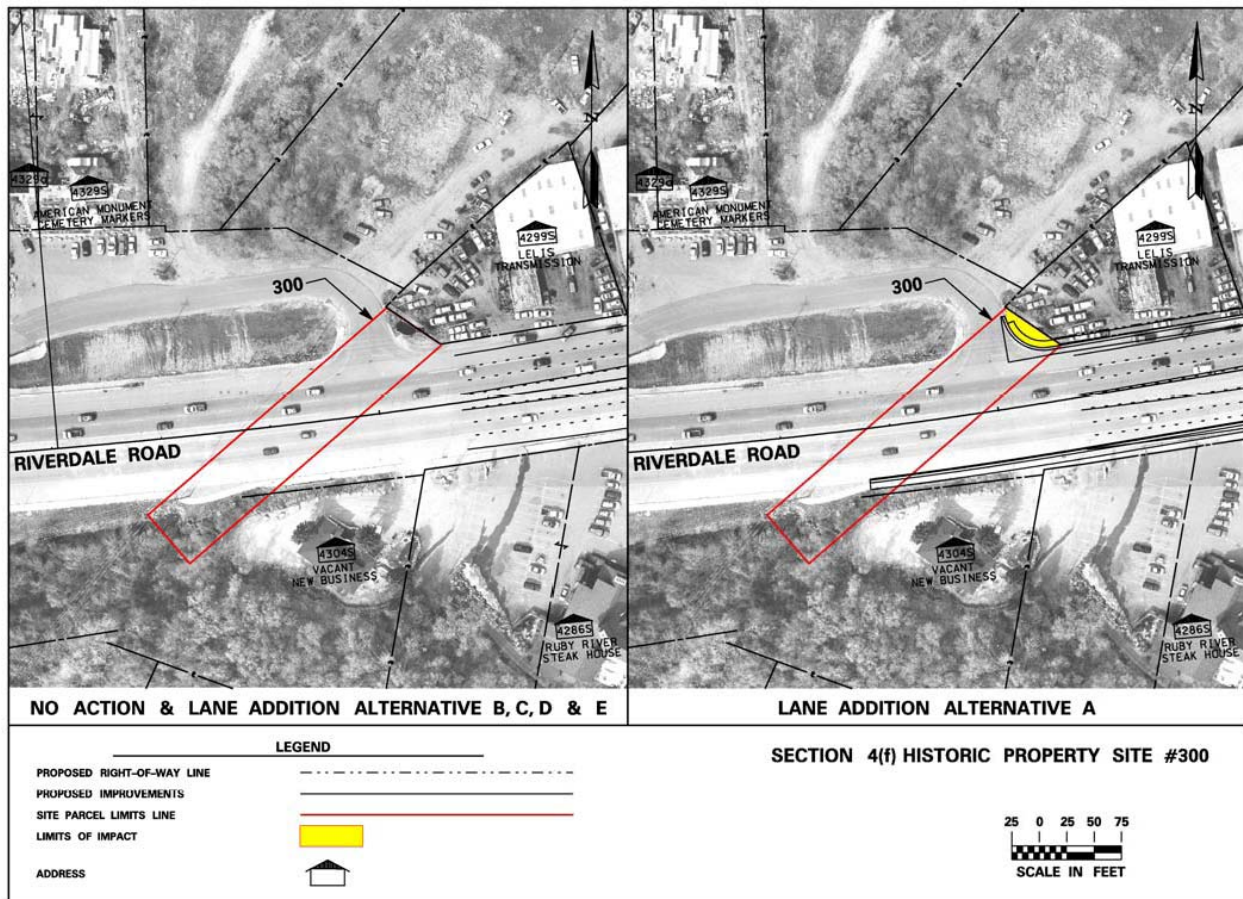 N
4329a
4329S
AMERICAN MONUMENT
CEMETERY MARKERS
4299S
LELIS
TRANSMISSION
300
RIVERDALE ROAD
4304S
VACANT
NEW BUSINESS
4286S
RUBY RIVER
STEAK HOUSE
NO ACTION & LANE ADDITION ALTERNATIVE B, C, D & E
N
4329a
4329S
AMERICAN MONUMENT
CEMETERY MARKERS
4299S
LELIS
TRANSMISSION
300
RIVERDALE ROAD
4304S
VACANT
NEW BUSINESS
4286S
RUBY RIVER
STEAK HOUSE
LANE ADDITION ALTERNATIVE A
LEGEND
PROPOSED RIGHT-OF-WAY LINE
PROPOSED IMPROVEMENTS
SITE PARCEL LIMITS LINE
LIMITS OF IMPACT
ADDRESS
SECTION 4(f) HISTORIC PROPERTY SITE #300
25 0 25 50 75
SCALE IN FEET